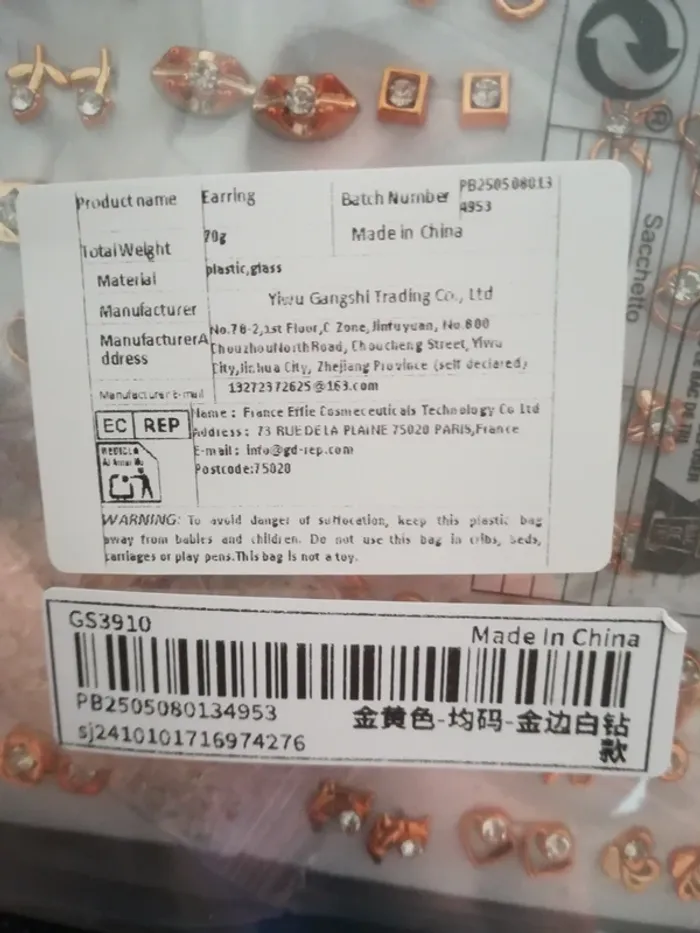 Sacchetto
Product name Earring Batch Number PB250508013
4953
Total Weight 70g Made in China
Material plastic,glass
Manufacturer Yiwu Gangshi Trading Co., Ltd
ManufacturerA No.78-2,1st Floor,C Zone,Jinfuyuan, No.800
ddress ChouzhouNorthRoad, Choucheng Street, Yiwu
City,Jinhua City, Zhejiang Province (self declared)
Manufacturer E-mail 13272372625@163.com
EC REP Name: France Effie Cosmeceuticals Technology Co Ltd
Address: 73 RUEDELA PLAINE 75020 PARIS,France
E-mail: info@gd-rep.com
Postcode:75020
WARNING: To avoid danger of suffocation, keep this plastic bag
away from babies and children. Do not use this bag in cribs, beds,
carriages or play pens.This bag is not a toy.
GS3910
Made In China
PB2505080134953
金黄色-均码-金边白钻
款
sj2410101716974276